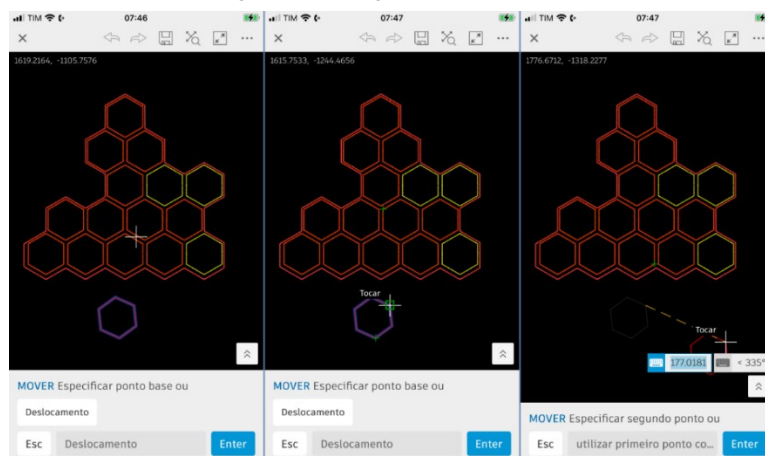 TIM 07:46
1619.2164, -1105.7576
MOVER Especificar ponto base ou
Deslocamento
Esc Deslocamento Enter
TIM 07:47
1615.7533, -1244.4656
Tocar
MOVER Especificar ponto base ou
Deslocamento
Esc Deslocamento Enter
TIM 07:47
1776.6712, -1318.2277
Tocar
177.0181 < 335°
MOVER Especificar segundo ponto ou
Esc utilizar primeiro ponto co... Enter